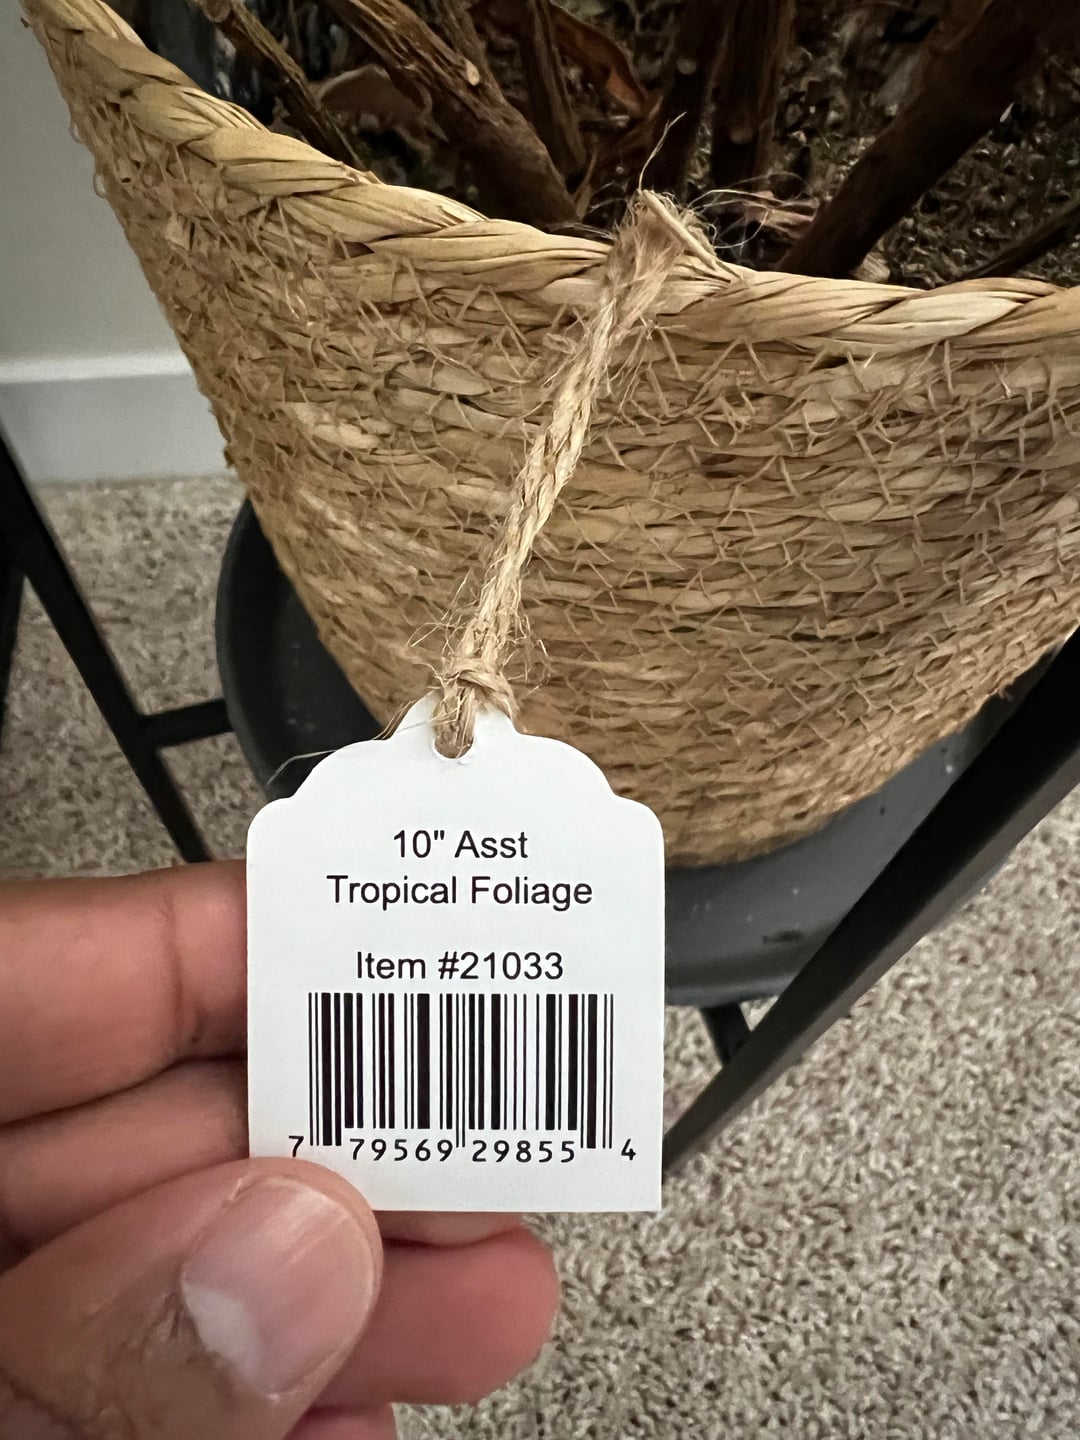 10" Asst
Tropical Foliage
Item #21033
7 79569 29855 4